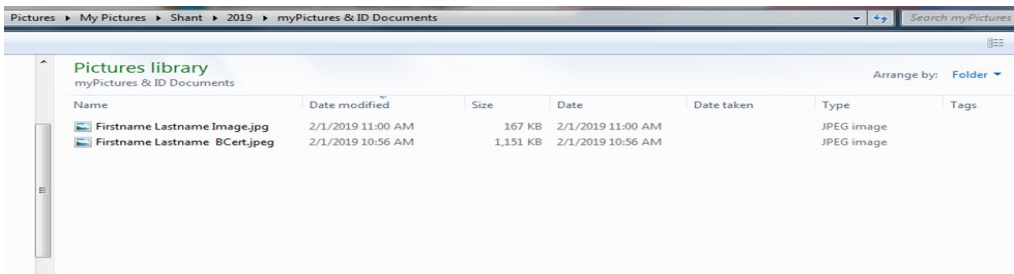 Pictures ▸ My Pictures ▸ Shant ▸ 2019 ▸ myPictures & ID Documents Search myPictures
Pictures library
myPictures & ID Documents
Arrange by: Folder
Name Date modified Size Date Date taken Type Tags
Firstname Lastname Image.jpg 2/1/2019 11:00 AM 167 KB 2/1/2019 11:00 AM JPEG image
Firstname Lastname BCert.jpeg 2/1/2019 10:56 AM 1,151 KB 2/1/2019 10:56 AM JPEG image